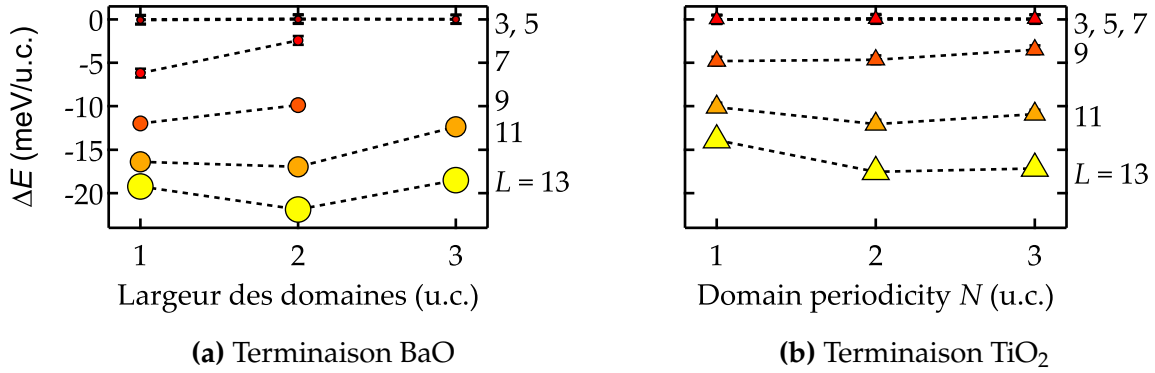 0
-5
-10
-15
-20
ΔE (meV/u.c.)
3, 5
7
9
11
L = 13
1 2 3
Largeur des domaines (u.c.)
(a) Terminaison BaO
3, 5, 7
9
11
L = 13
1 2 3
Domain periodicity N (u.c.)
(b) Terminaison TiO₂